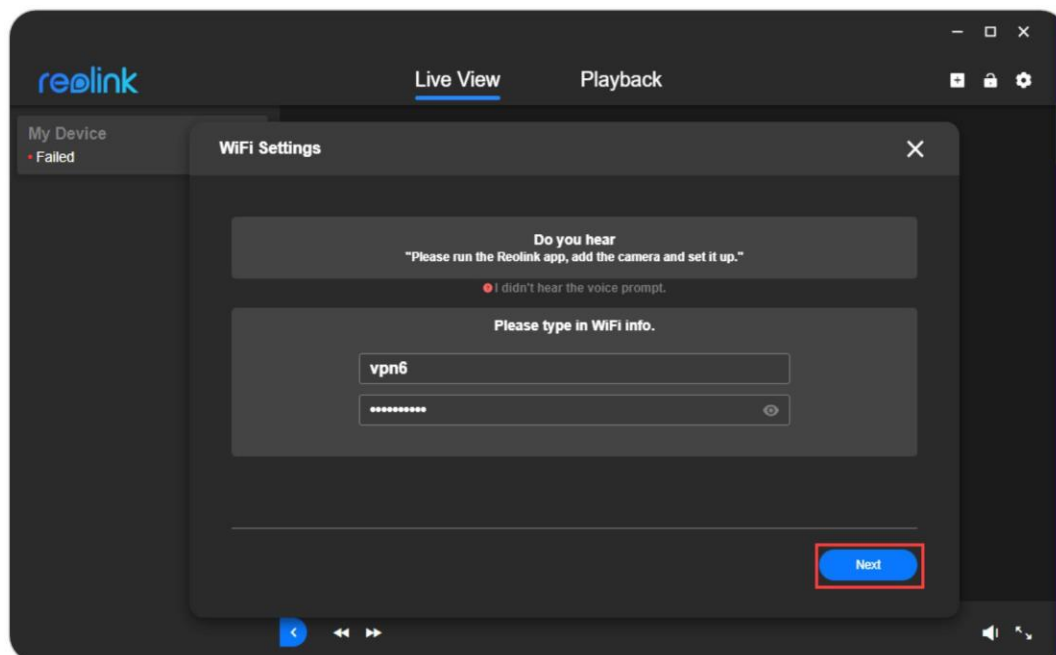 reolink
Live View
Playback
My Device
Failed
WiFi Settings
Do you hear
"Please run the Reolink app, add the camera and set it up."
I didn't hear the voice prompt.
Please type in WiFi info.
vpn6
••••••••••
Next